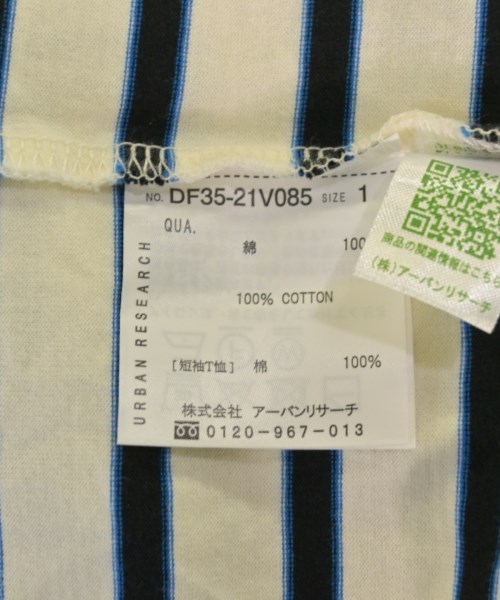 NO. DF35-21V085 SIZE 1
QUA.
綿 100
100% COTTON
[短袖T恤] 棉 100%
株式会社 アーバンリサーチ
0120-967-013
URBAN RESEARCH
商品の関連情報はこちら
(株)アーバンリサーチ